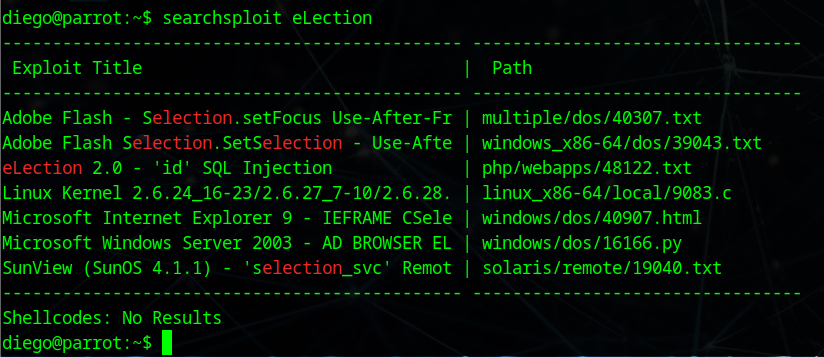 diego@parrot:~$ searchsploit eLection
---------------------------------------------- ---------------------------------
 Exploit Title                                |  Path
---------------------------------------------- ---------------------------------
Adobe Flash - Selection.setFocus Use-After-Fr | multiple/dos/40307.txt
Adobe Flash Selection.SetSelection - Use-Afte | windows_x86-64/dos/39043.txt
eLection 2.0 - 'id' SQL Injection             | php/webapps/48122.txt
Linux Kernel 2.6.24_16-23/2.6.27_7-10/2.6.28. | linux_x86-64/local/9083.c
Microsoft Internet Explorer 9 - IEFRAME CSele | windows/dos/40907.html
Microsoft Windows Server 2003 - AD BROWSER EL | windows/dos/16166.py
SunView (SunOS 4.1.1) - 'selection_svc' Remot | solaris/remote/19040.txt
---------------------------------------------- ---------------------------------
Shellcodes: No Results
diego@parrot:~$